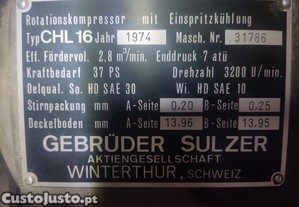 Rotationskompressor mit Einspritzkühlung
Typ CHL 16 Jahr 1974 Masch. Nr. 31786
Eff. Fördervol. 2.8 m³/min. Enddruck 7 atü
Kraftbedarf 37 PS Drehzahl 3200 U/min.
Oelqual. So. HD SAE 30 Wi. HD SAE 10
Stirnpackung mm A-Seite 0,20 B-Seite 0,25
Deckelboden mm A-Seite 13,96 B-Seite 13,95
GEBRÜDER SULZER
AKTIENGESELLSCHAFT
WINTERTHUR, SCHWEIZ
CustoJusto.pt